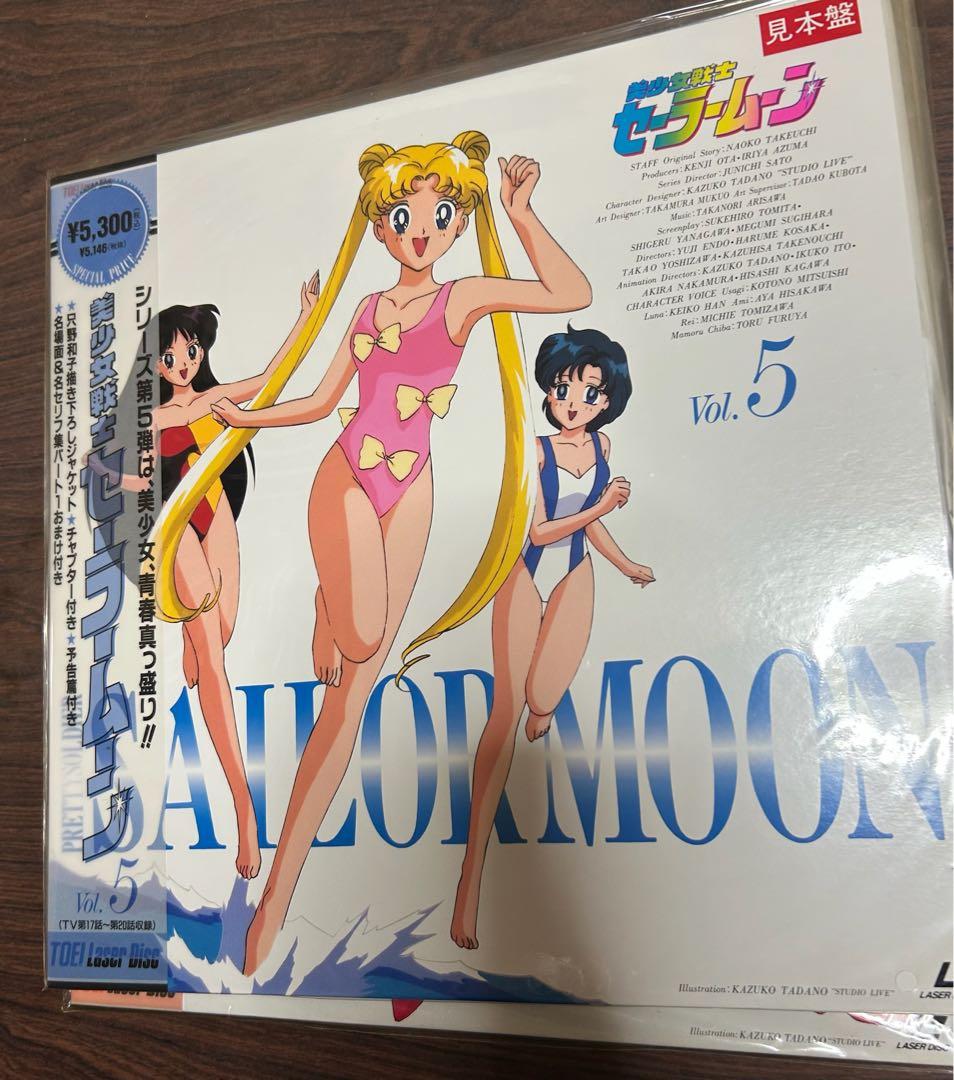 見本盤
美少女戦士
セーラームーン
STAFF Original Story:NAOKO TAKEUCHI
Producers:KENJI OTA・IRIYA AZUMA
Series Director:JUNICHI SATO
Character Designer:KAZUKO TADANO "STUDIO LIVE"
Art Designer:TAKAMURA MUKUO Art Supervisor:TADAO KUBOTA
Music:TAKANORI ARISAWA
Screenplay:SUKEHIRO TOMITA・
SHIGERU YANAGAWA・MEGUMI SUGIHARA
Directors:YUJI ENDO・HARUME KOSAKA・
TAKAO YOSHIZAWA・KAZUHISA TAKENOUCHI
Animation Directors:KAZUKO TADANO・IKUKO ITO・
AKIRA NAKAMURA・HISASHI KAGAWA
CHARACTER VOICE Usagi:KOTONO MITSUISHI
Luna:KEIKO HAN Ami:AYA HISAKAWA
Rei:MICHIE TOMIZAWA
Mamoru Chiba:TORU FURUYA
Vol.5
¥5,300(税込)
¥5,146(税抜)
SPECIAL PRICE
シリーズ第5弾は、美少女、青春真っ盛り!!
美少女戦士セーラームーン
★只野和子描き下ろしジャケット★チャプター付き★予告篇付き
★名場面&名セリフ集パート1おまけ付き
Vol.5
(TV第17話〜第20話収録)
TOEI Laser Disc
SAILORMOON
Illustration:KAZUKO TADANO "STUDIO LIVE"
LASER
Laser Disc
Illustration:KAZUKO TADANO "STUDIO LIVE"
LASER DISC